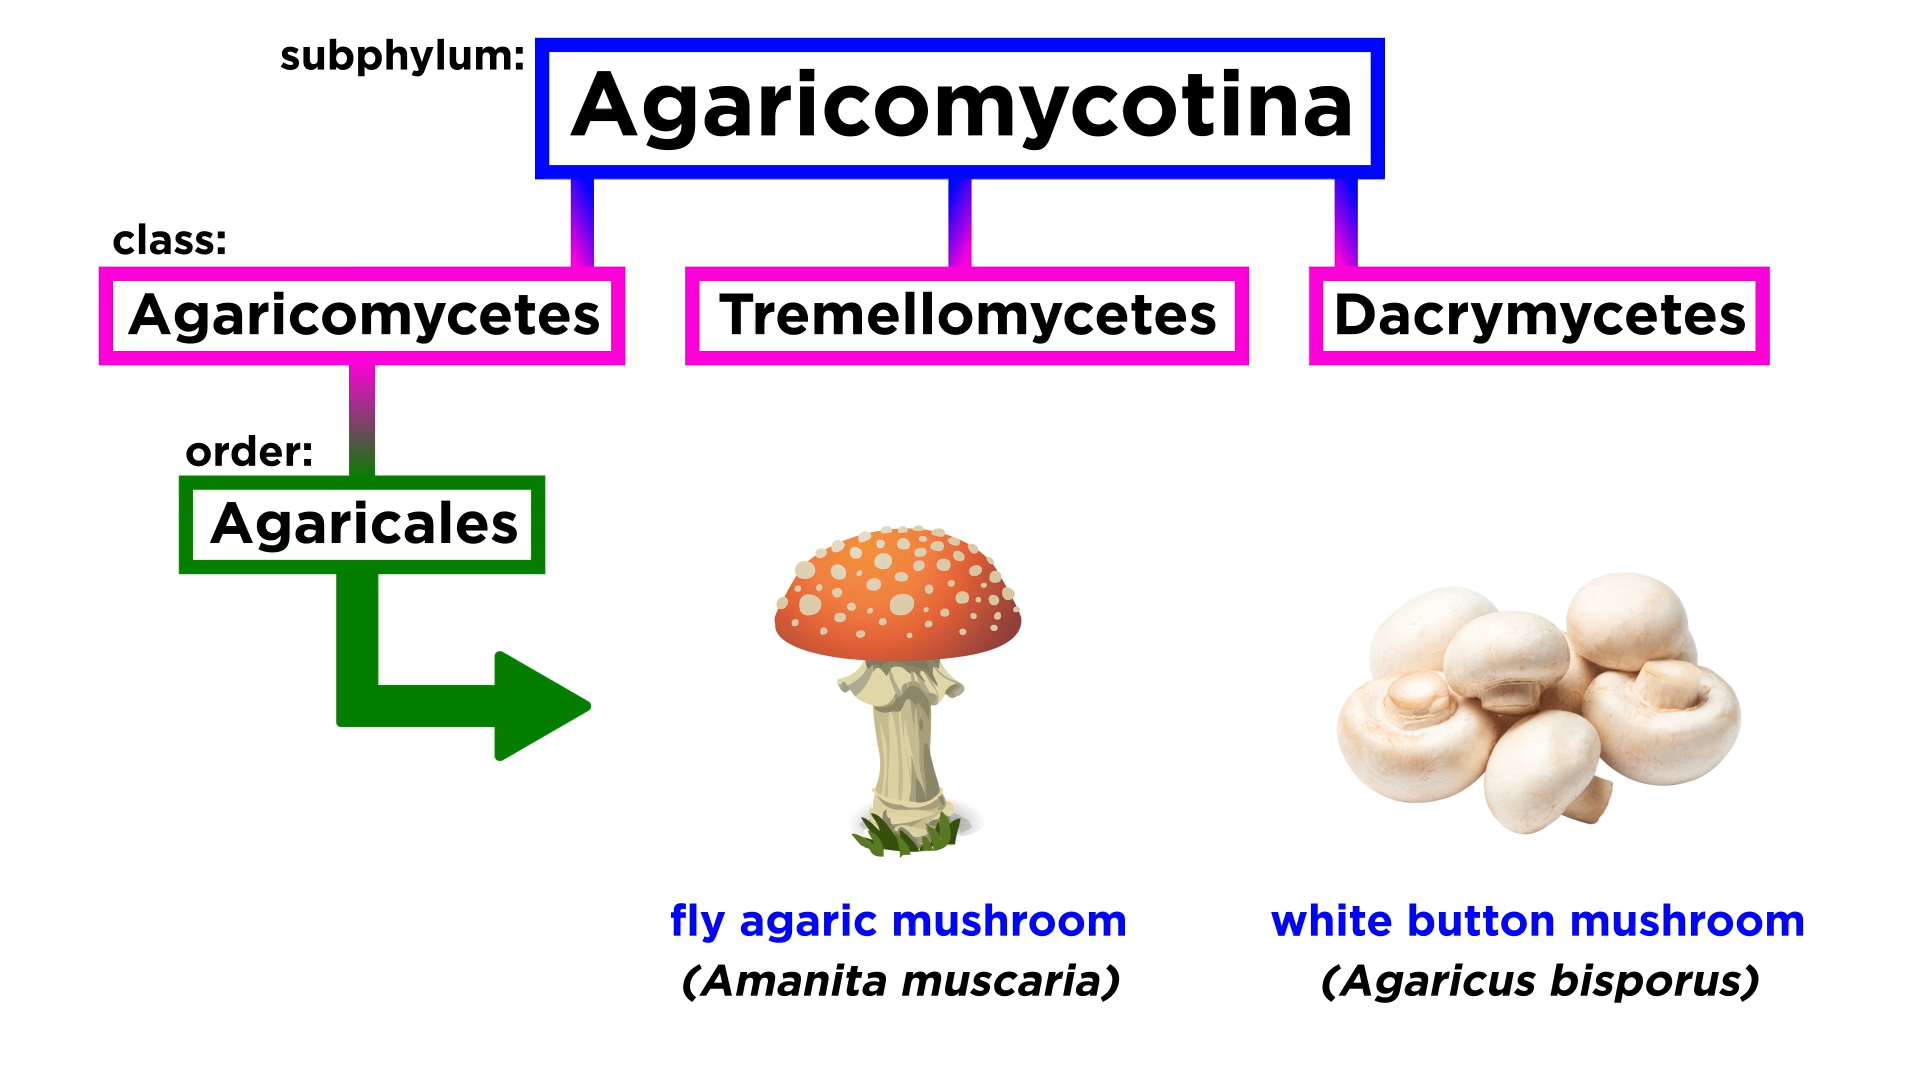 subphylum:
Agaricomycotina
class:
Agaricomycetes
Tremellomycetes
Dacrymycetes
order:
Agaricales
fly agaric mushroom
(Amanita muscaria)
white button mushroom
(Agaricus bisporus)